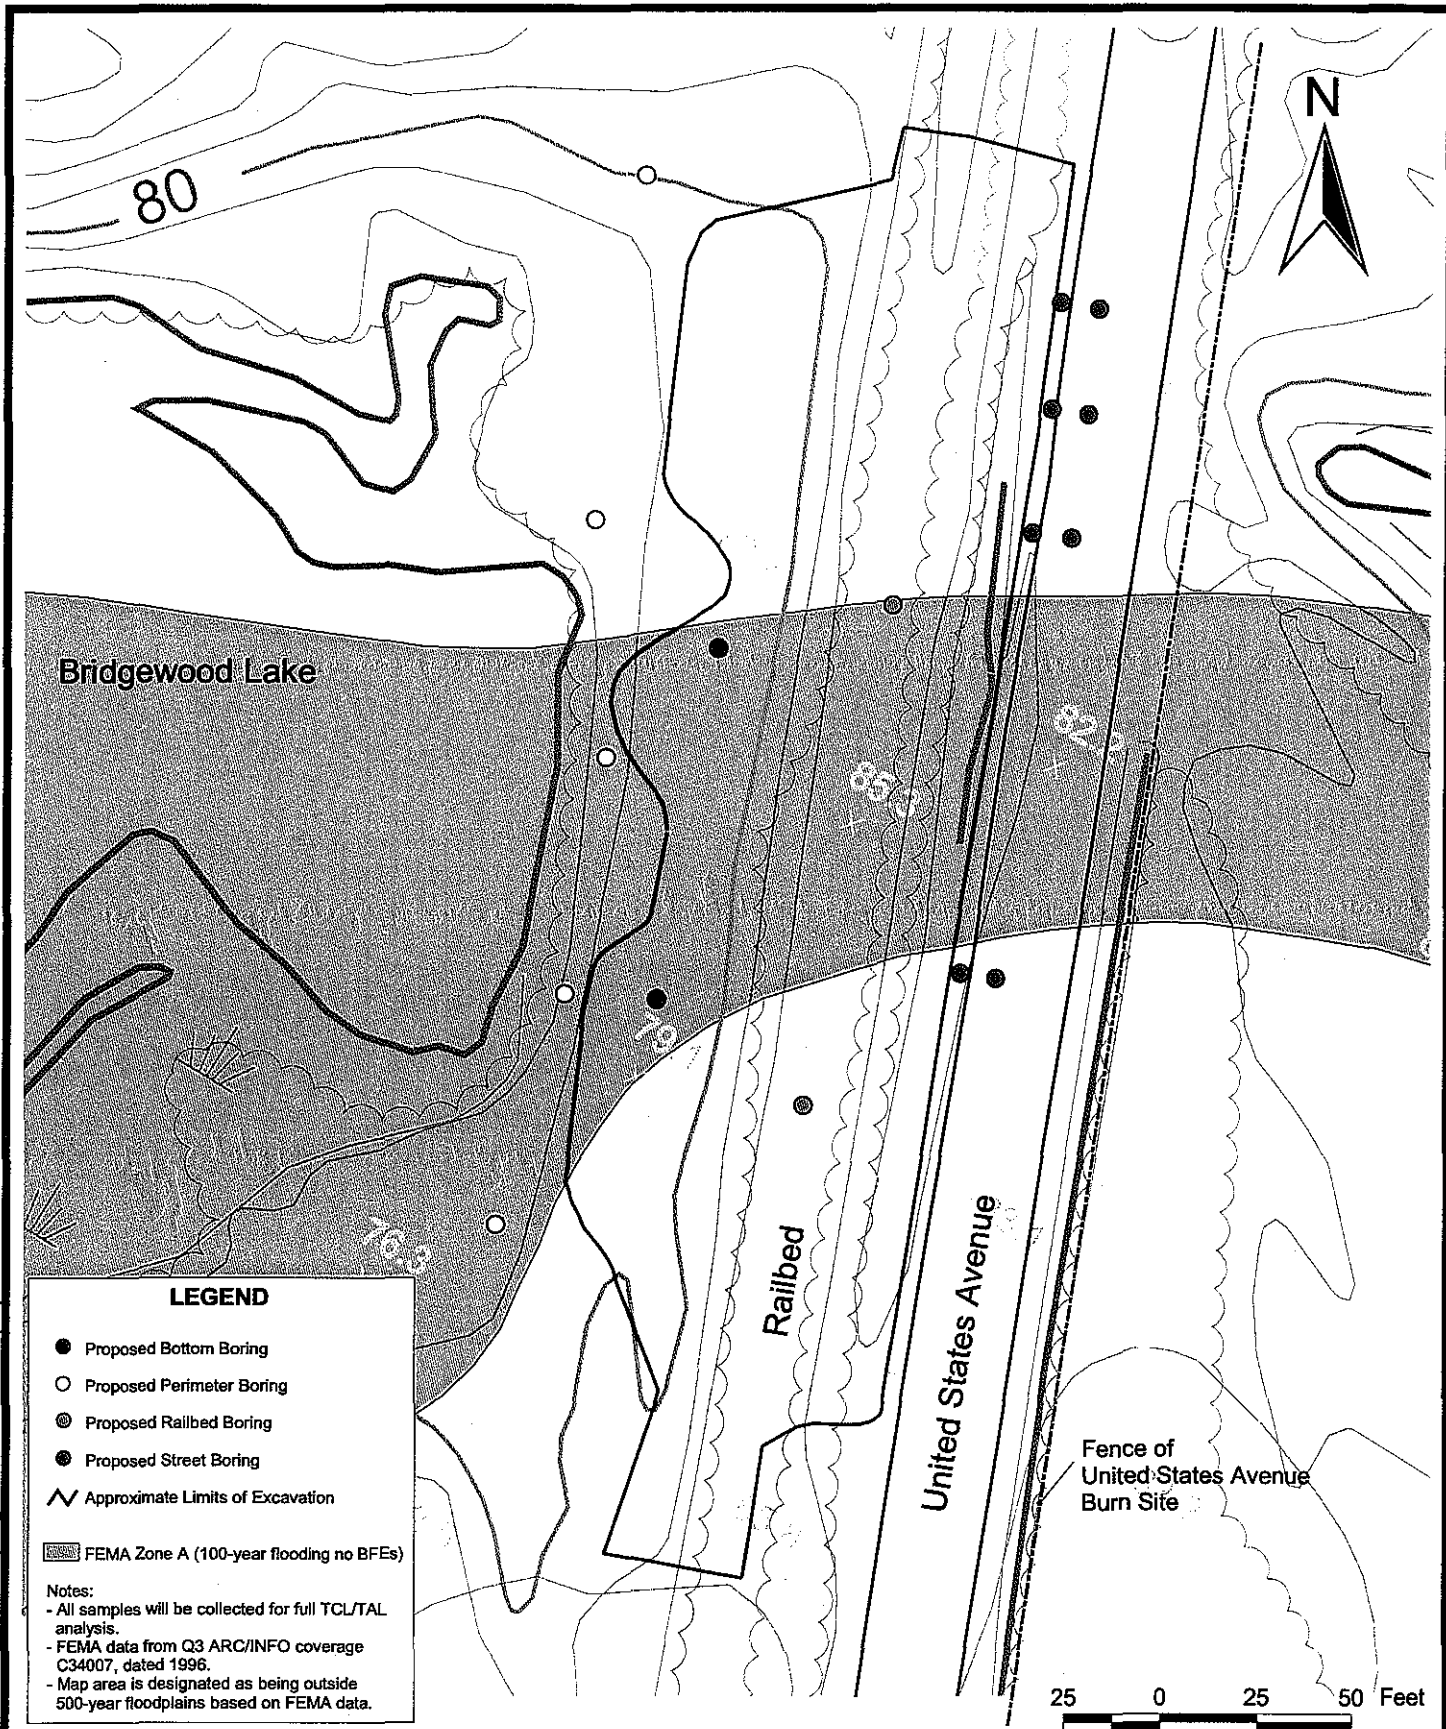 N
80
Bridgewood Lake
82.
85.3
79.
76.3
Railbed
United States Avenue
Fence of
United States Avenue
Burn Site
LEGEND
Proposed Bottom Boring
Proposed Perimeter Boring
Proposed Railbed Boring
Proposed Street Boring
Approximate Limits of Excavation
FEMA Zone A (100-year flooding no BFEs)
Notes:
- All samples will be collected for full TCL/TAL
analysis.
- FEMA data from Q3 ARC/INFO coverage
C34007, dated 1996.
- Map area is designated as being outside
500-year floodplains based on FEMA data.
25 0 25 50 Feet